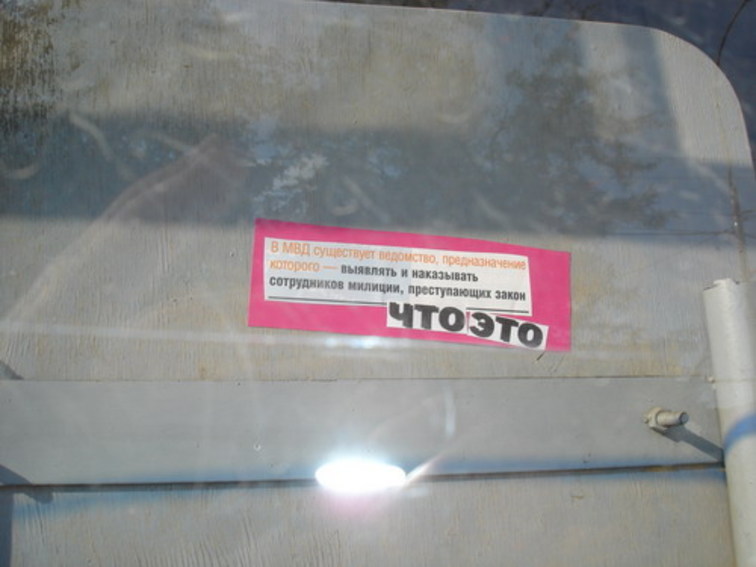 В МВД существует ведомство, предназначение
которого — выявлять и наказывать
сотрудников милиции, преступающих закон
ЧТО ЭТО